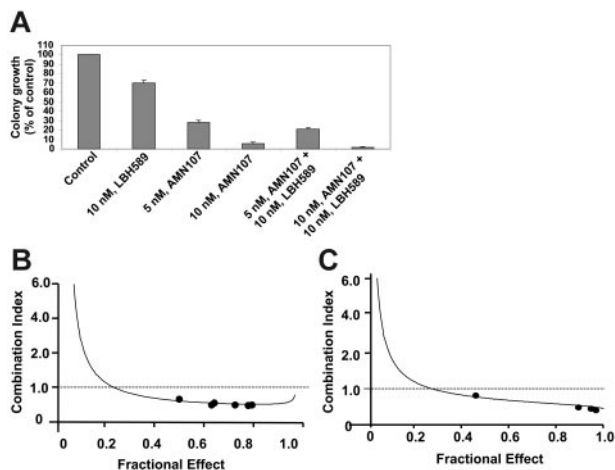 A
Colony growth
(% of control)
110
100
90
80
70
60
50
40
30
20
10
0
Control
10 nM, LBH589
5 nM, AMN107
10 nM, AMN107
5 nM, AMN107 +
10 nM, LBH589
10 nM, AMN107 +
10 nM, LBH589
B
Combination Index
6.0
4.0
2.0
1.0
0
0 0.2 0.4 0.6 0.8 1.0
Fractional Effect
C
Combination Index
6.0
4.0
2.0
1.0
0
0 0.2 0.4 0.6 0.8 1.0
Fractional Effect